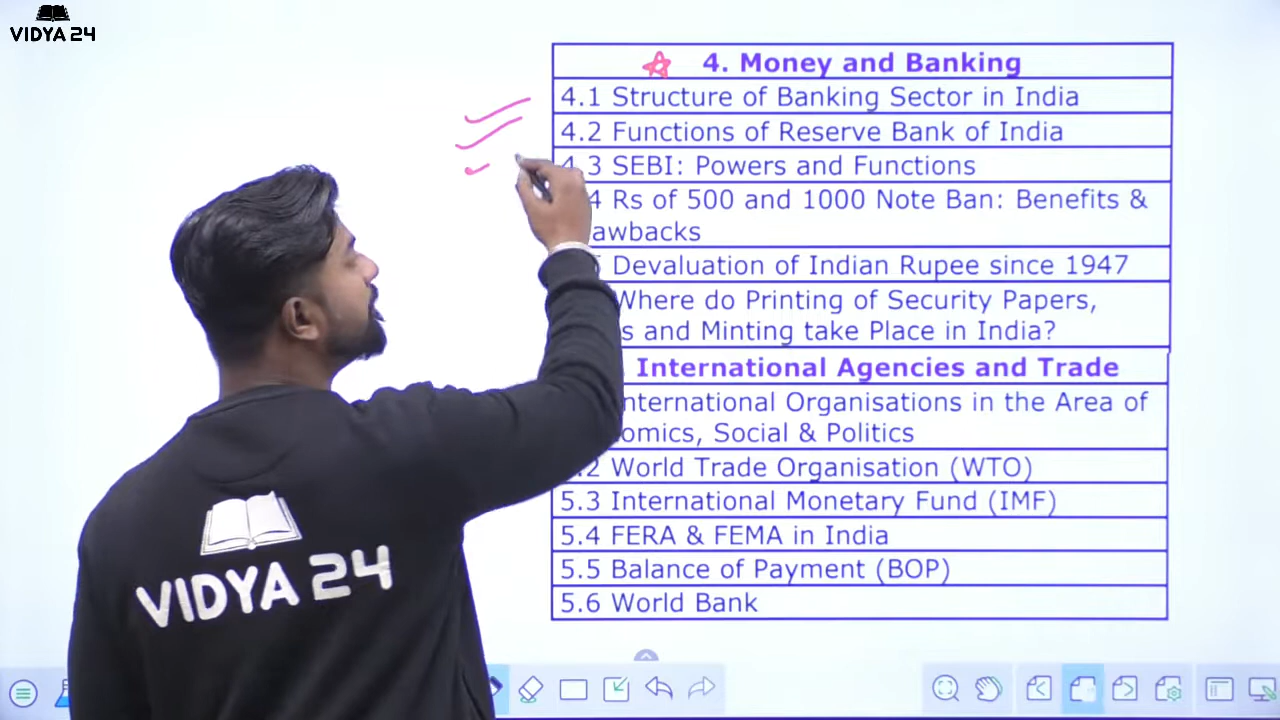 VIDYA 24
4. Money and Banking
4.1 Structure of Banking Sector in India
4.2 Functions of Reserve Bank of India
4.3 SEBI: Powers and Functions
4 Rs of 500 and 1000 Note Ban: Benefits &
awbacks
Devaluation of Indian Rupee since 1947
Where do Printing of Security Papers,
s and Minting take Place in India?
International Agencies and Trade
nternational Organisations in the Area of
omics, Social & Politics
.2 World Trade Organisation (WTO)
5.3 International Monetary Fund (IMF)
5.4 FERA & FEMA in India
5.5 Balance of Payment (BOP)
5.6 World Bank
VIDYA 24